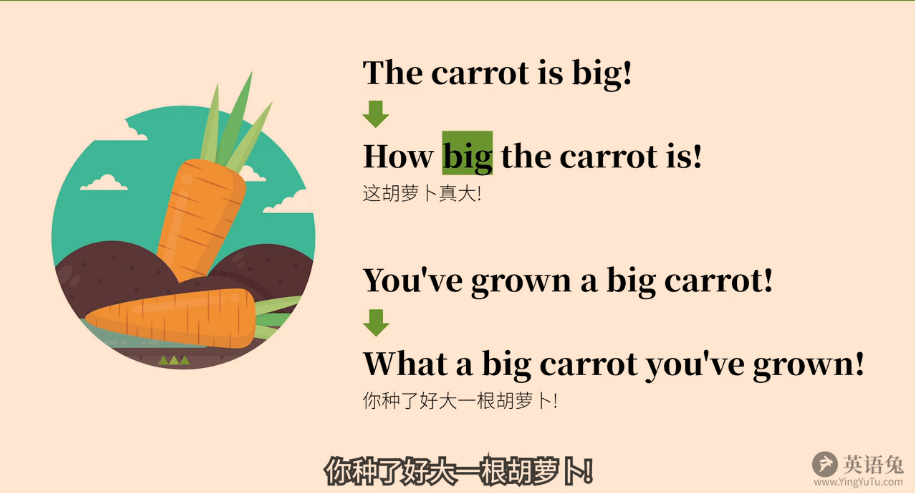 The carrot is big!
How big the carrot is!
这胡萝卜真大!
You've grown a big carrot!
What a big carrot you've grown!
你种了好大一根胡萝卜!
你种了好大一根胡萝卜!
英语兔
www.YingYuTu.com